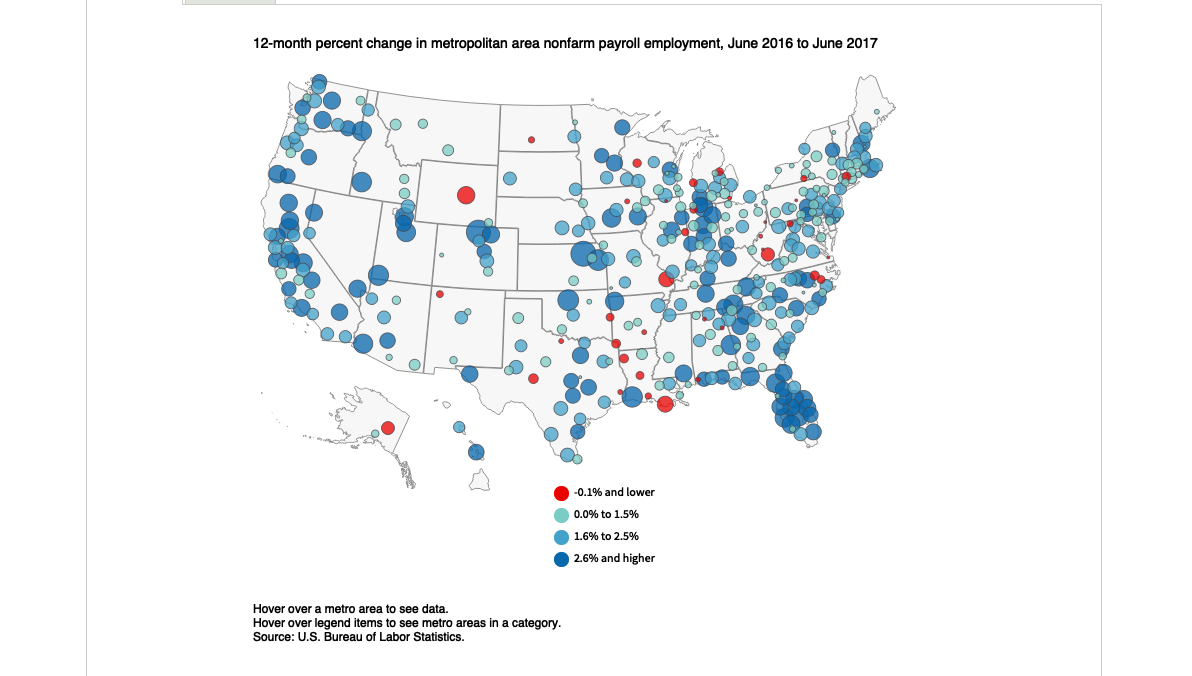 12-month percent change in metropolitan area nonfarm payroll employment, June 2016 to June 2017
-0.1% and lower
0.0% to 1.5%
1.6% to 2.5%
2.6% and higher
Hover over a metro area to see data.
Hover over legend items to see metro areas in a category.
Source: U.S. Bureau of Labor Statistics.